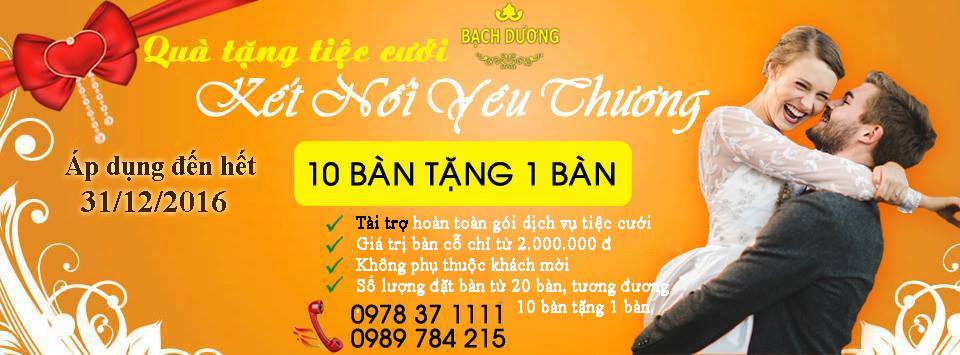 BẠCH DƯƠNG
Quà tặng tiệc cưới
Kết Nối Yêu Thương
Áp dụng đến hết
31/12/2016
10 BÀN TẶNG 1 BÀN
Tài trợ hoàn toàn gói dịch vụ tiệc cưới
Giá trị bàn cỗ chỉ từ 2.000.000 đ
Không phụ thuộc khách mời
Số lượng đặt bàn từ 20 bàn, tương đương
10 bàn tặng 1 bàn.
0978 37 1111
0989 784 215